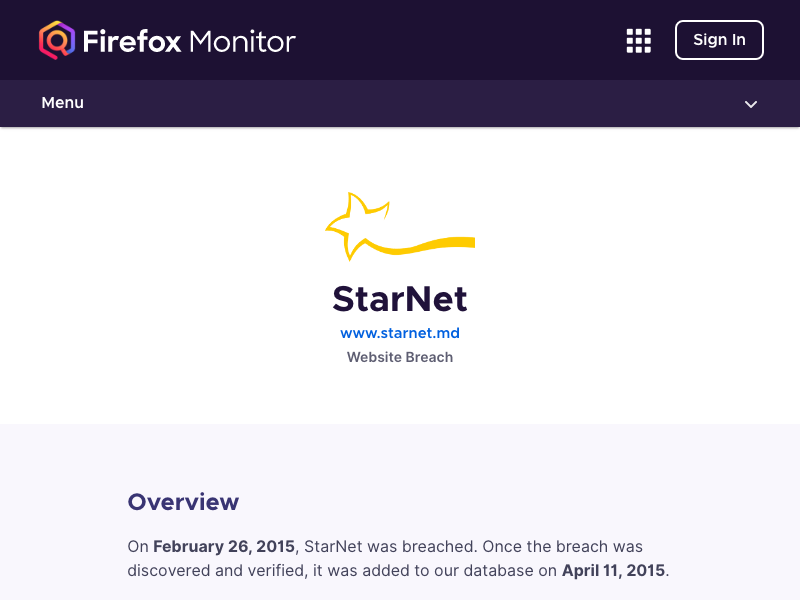 Firefox Monitor
Sign In
Menu
StarNet
www.starnet.md
Website Breach
Overview
On February 26, 2015, StarNet was breached. Once the breach was
discovered and verified, it was added to our database on April 11, 2015.